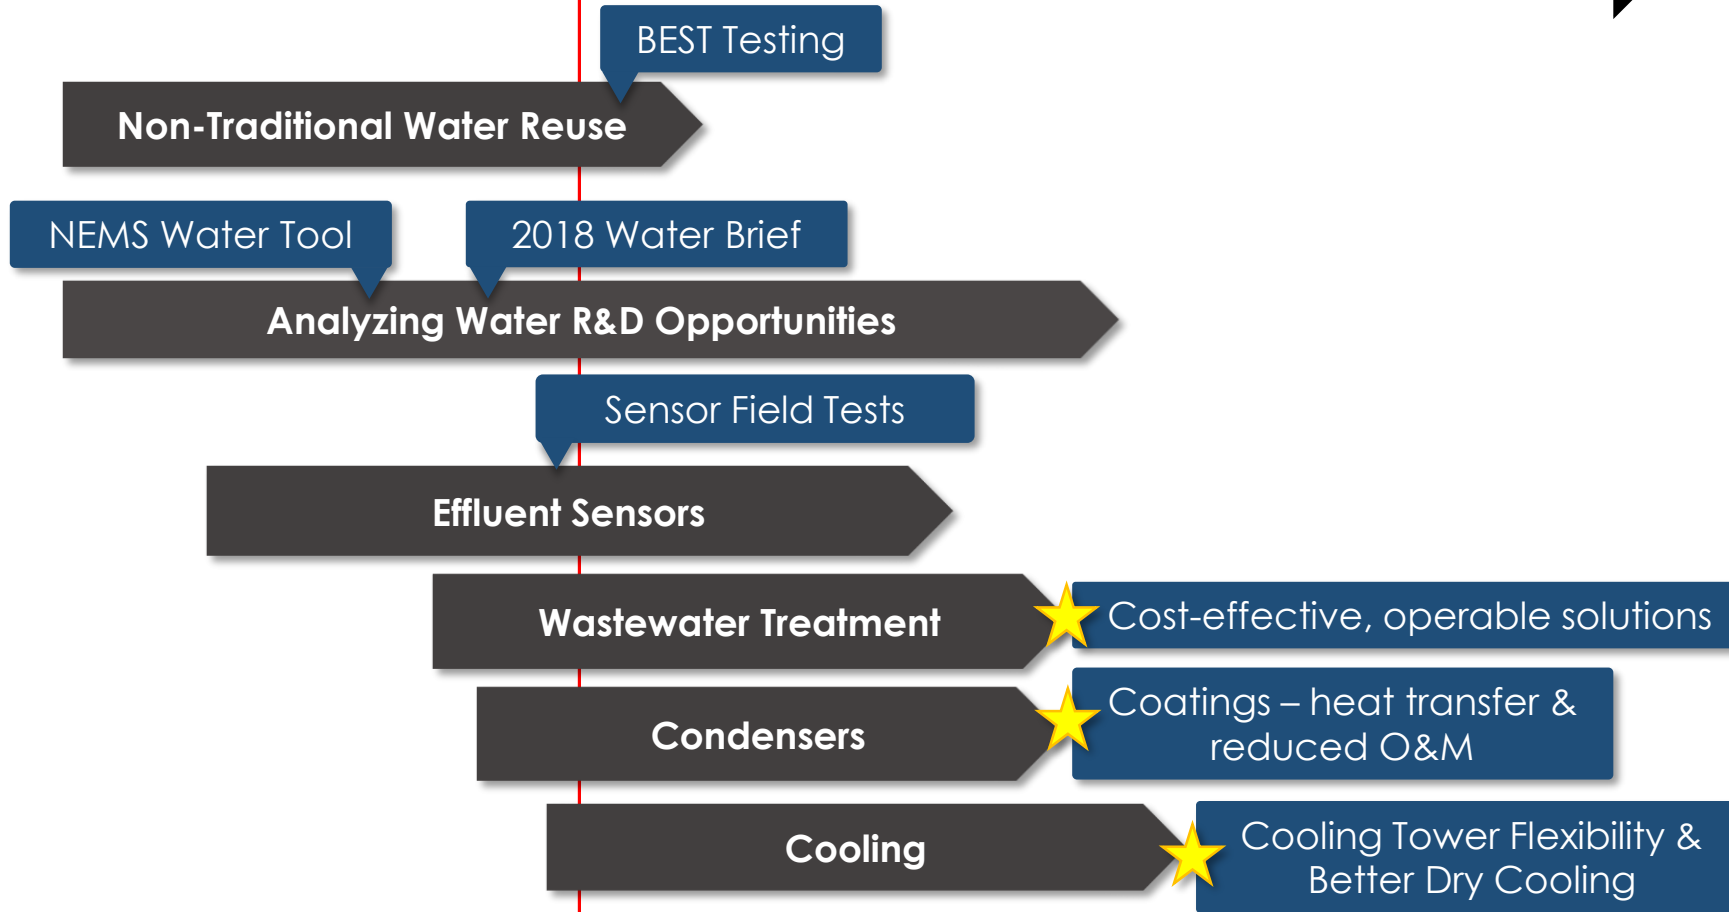 BEST Testing
Non-Traditional Water Reuse
NEMS Water Tool
2018 Water Brief
Analyzing Water R&D Opportunities
Sensor Field Tests
Effluent Sensors
Wastewater Treatment
Cost-effective, operable solutions
Condensers
Coatings – heat transfer &
reduced O&M
Cooling
Cooling Tower Flexibility &
Better Dry Cooling